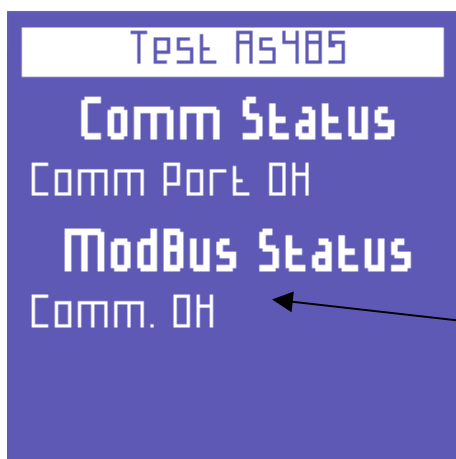 Test Rs485
Comm Status
Comm Port OK
ModBus Status
Comm. OK